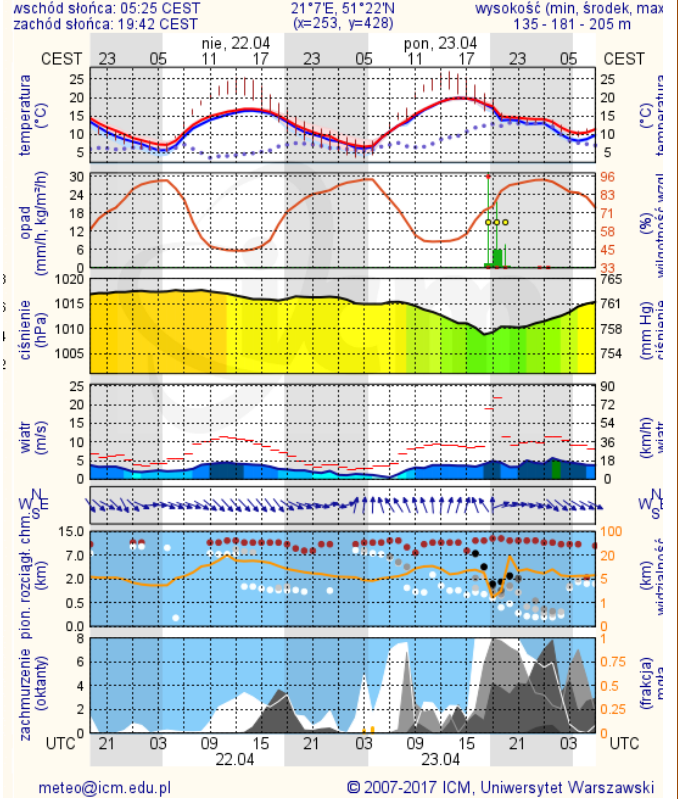 wschód słońca: 05:25 CEST 21°7'E, 51°22'N wysokość (min, środek, max
zachód słońca: 19:42 CEST (x=253, y=428) 135 - 181 - 205 m
nie, 22.04 pon, 23.04
CEST 23 05 11 17 23 05 11 17 23 05 CEST
temperatura (°C)
25 25
20 20
15 15
10 10
5 5
temperatura (°C)
opad (mm/h, kg/m²/h)
30 96
24 83
18 71
12 58
6 45
0 33
wilgotność wzgl. (%)
ciśnienie (hPa)
1020 765
1015 761
1010 758
1005 754
ciśnienie (mm Hg)
wiatr (m/s)
25 90
20 72
15 54
10 36
5 18
0 0
wiatr (km/h)
N W E S N W E S
pion. rozciągł. chm. (km)
15.0 100
7.0 20
2.0 5
0.5 1
0.0 0
widzialność (km)
zachmurzenie (oktanty)
8 1
6 0.75
4 0.5
2 0.25
0 0
mgła (frakcja)
UTC 21 03 09 15 21 03 09 15 21 03 UTC
22.04 23.04
meteo@icm.edu.pl © 2007-2017 ICM, Uniwersytet Warszawski